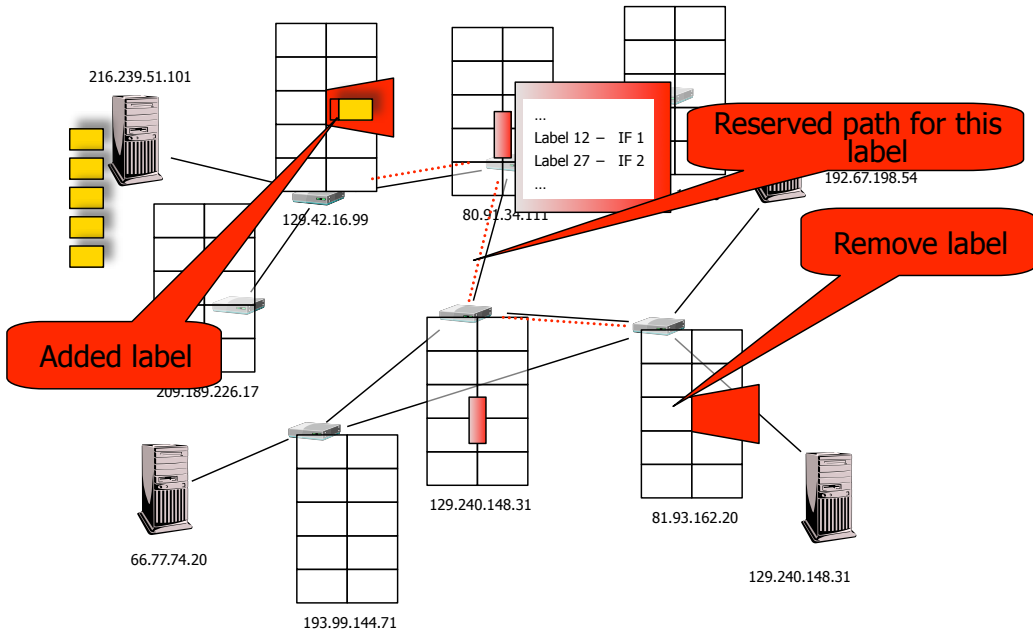 216.239.51.101
...
Label 12 – IF 1
Label 27 – IF 2
...
Reserved path for this
label
192.67.198.54
129.42.16.99
80.91.34.111
Remove label
Added label
209.189.226.17
129.240.148.31
81.93.162.20
66.77.74.20
129.240.148.31
193.99.144.71